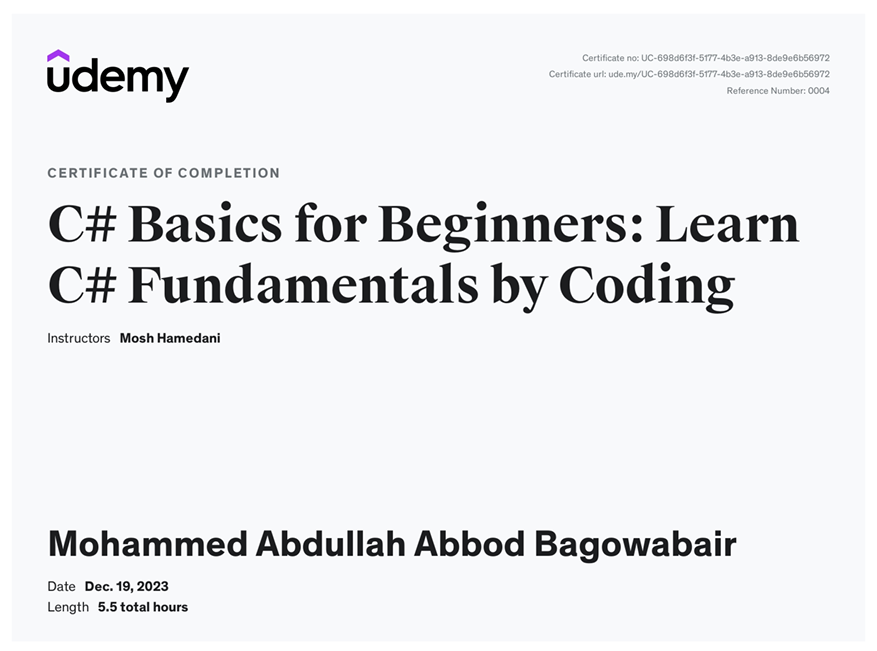 udemy
Certificate no: UC-698d6f3f-5177-4b3e-a913-8de9e6b56972
Certificate url: ude.my/UC-698d6f3f-5177-4b3e-a913-8de9e6b56972
Reference Number: 0004
CERTIFICATE OF COMPLETION
C# Basics for Beginners: Learn
C# Fundamentals by Coding
Instructors Mosh Hamedani
Mohammed Abdullah Abbod Bagowabair
Date Dec. 19, 2023
Length 5.5 total hours